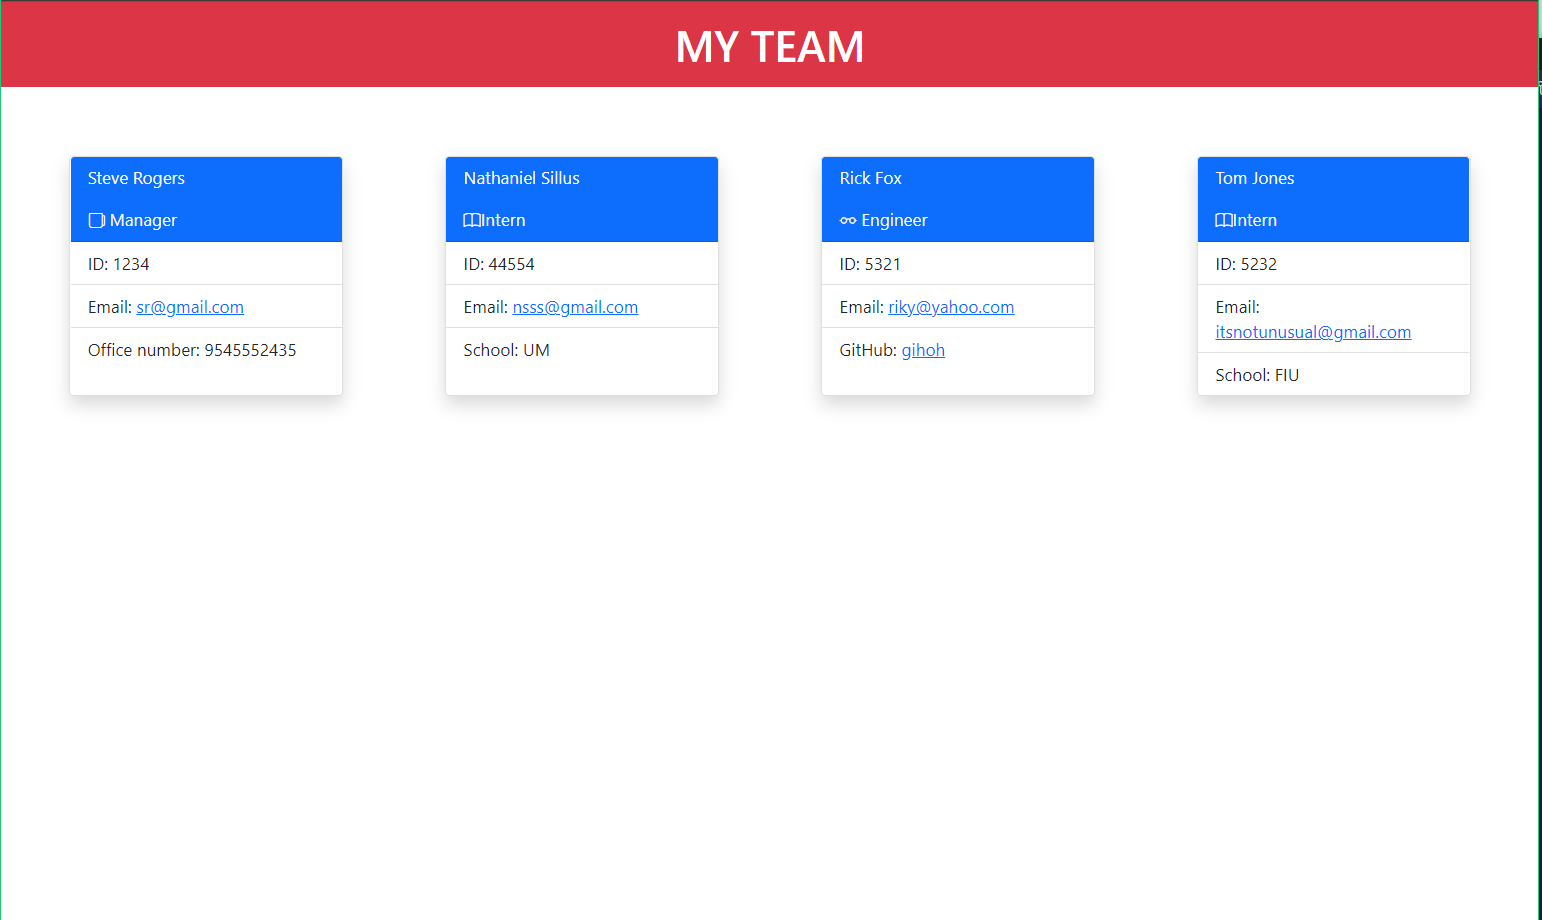 MY TEAM
Steve Rogers
Manager
ID: 1234
Email: sr@gmail.com
Office number: 9545552435
Nathaniel Sillus
Intern
ID: 44554
Email: nsss@gmail.com
School: UM
Rick Fox
Engineer
ID: 5321
Email: riky@yahoo.com
GitHub: gihoh
Tom Jones
Intern
ID: 5232
Email:
itsnotunusual@gmail.com
School: FIU